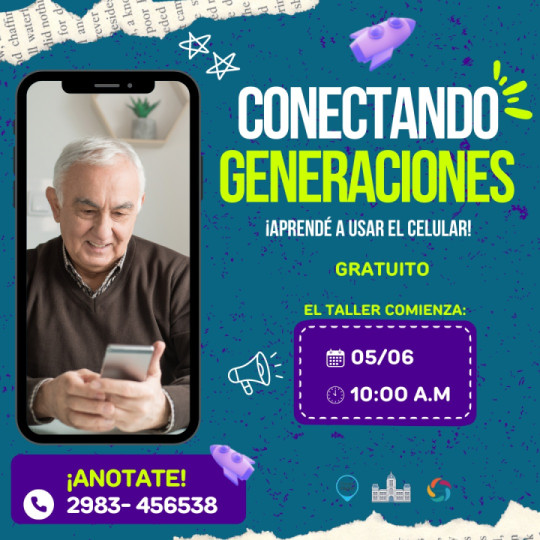 CONECTANDO
GENERACIONES
¡APRENDÉ A USAR EL CELULAR!
GRATUITO
EL TALLER COMIENZA:
05/06
10:00 A.M
¡ANOTATE!
2983- 456538